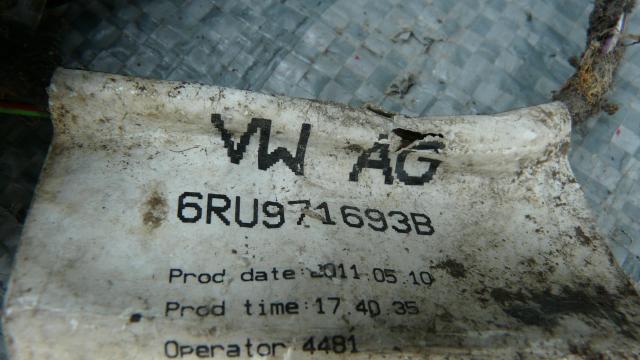 VW AG
6RU971693B
Prod date:2011.05.10
Prod time:17.40.35
Operator 4481